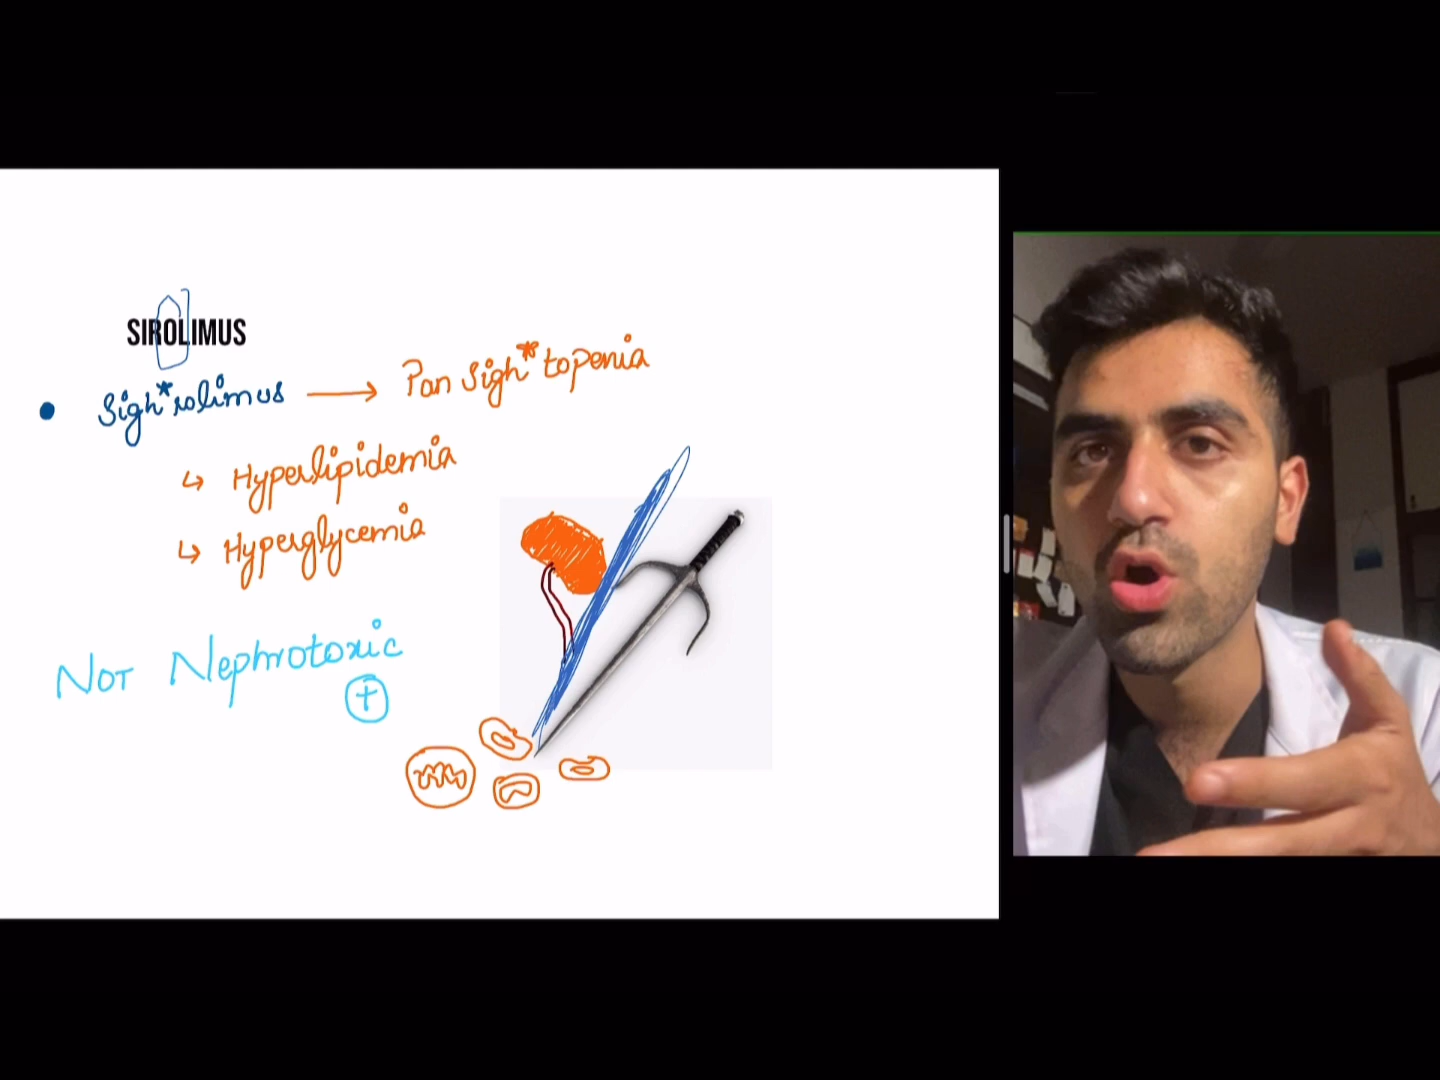 SIROLIMUS
Sigh*rolimus → Pan Sigh*topenia
↳ Hyperlipidemia
↳ Hyperglycemia
NOT Nephrotoxic
+